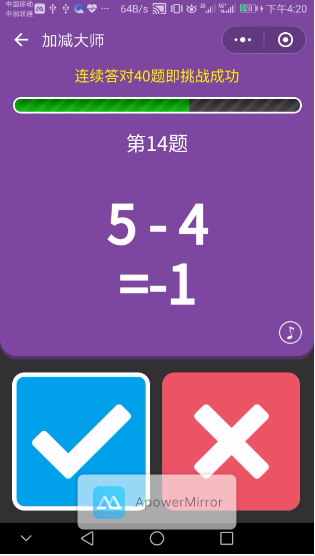 中国移动
中国联通
64B/s
下午4:20
加减大师
连续答对40题即挑战成功
第14题
5 - 4
=-1
ApowerMirror